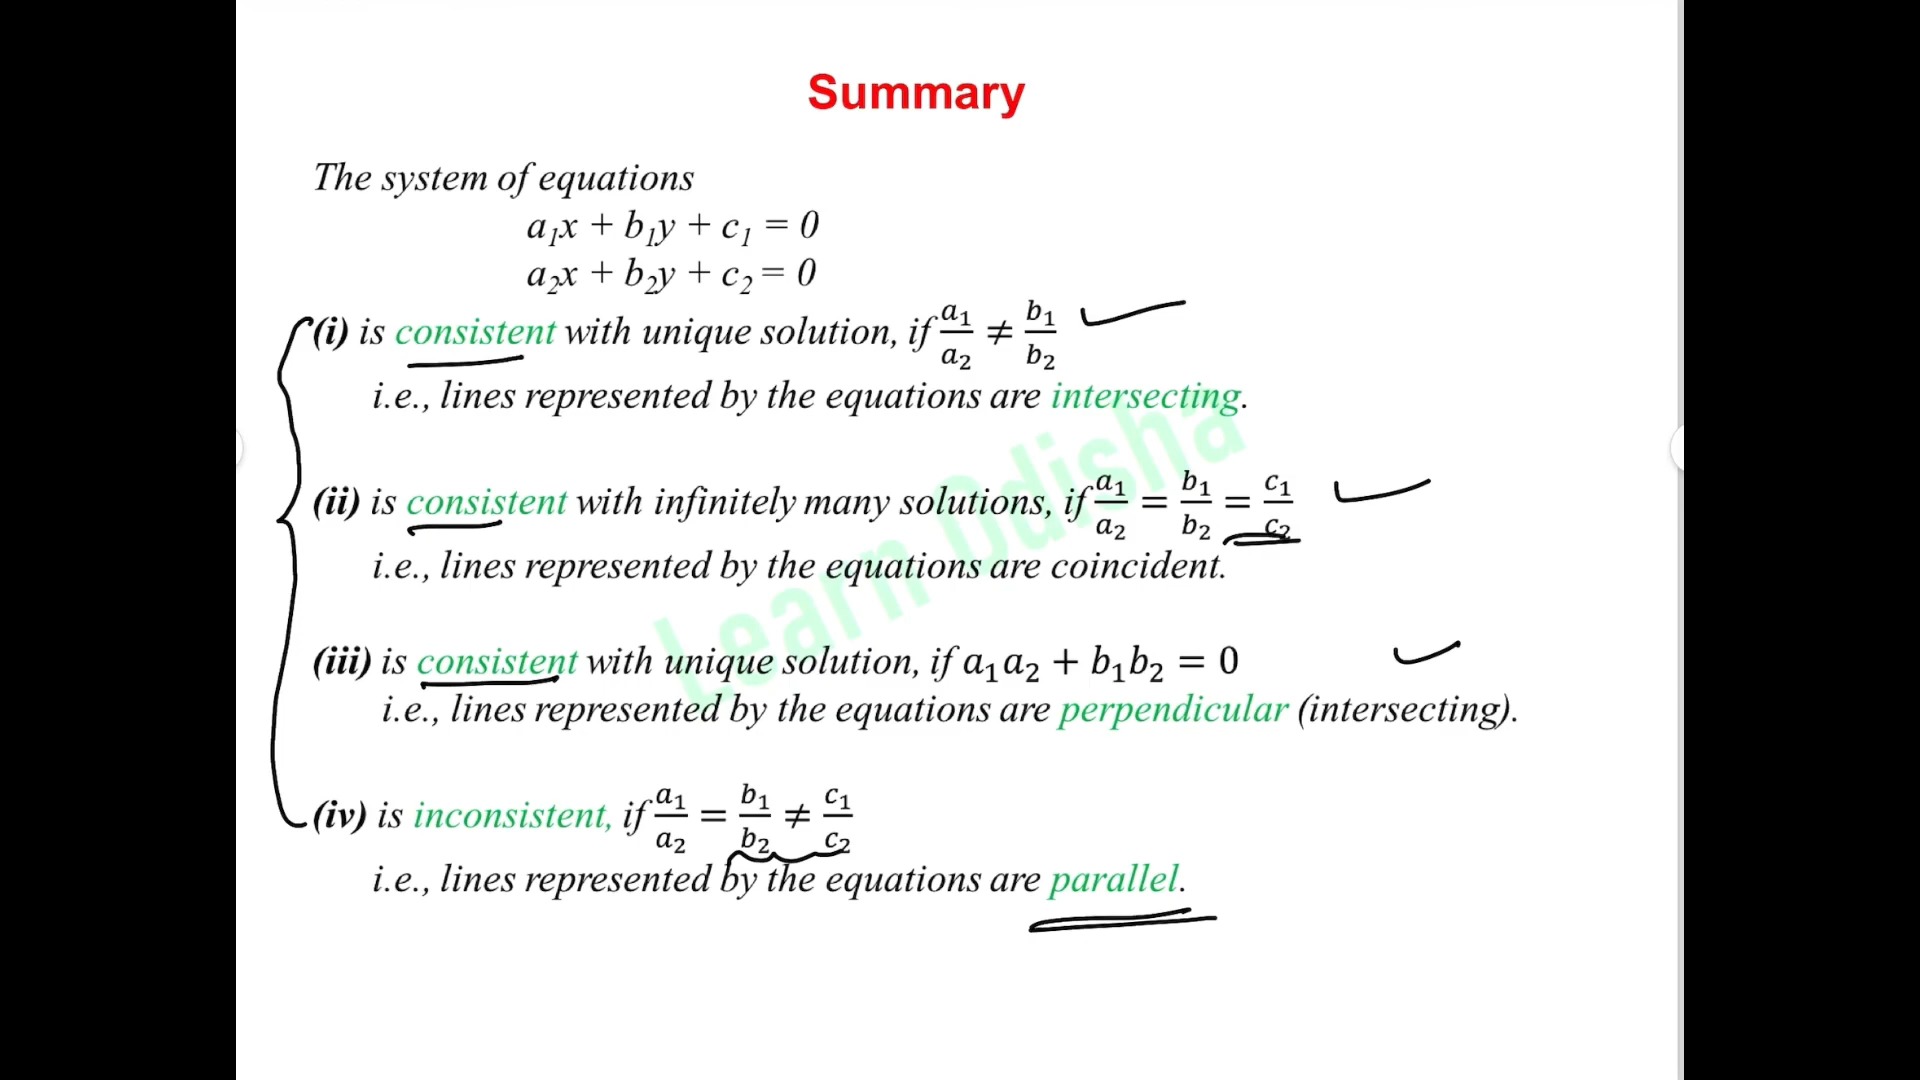 Summary
The system of equations
a₁x + b₁y + c₁ = 0
a₂x + b₂y + c₂ = 0
(i) is consistent with unique solution, if a₁/a₂ ≠ b₁/b₂
i.e., lines represented by the equations are intersecting.
(ii) is consistent with infinitely many solutions, if a₁/a₂ = b₁/b₂ = c₁/c₂
i.e., lines represented by the equations are coincident.
(iii) is consistent with unique solution, if a₁a₂ + b₁b₂ = 0
i.e., lines represented by the equations are perpendicular (intersecting).
(iv) is inconsistent, if a₁/a₂ = b₁/b₂ ≠ c₁/c₂
i.e., lines represented by the equations are parallel.
Learn Odisha